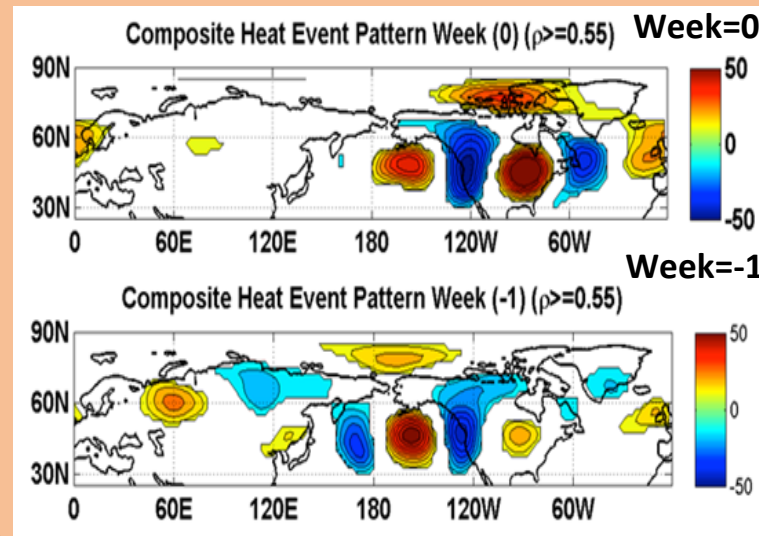 Composite Heat Event Pattern Week (0) (ρ>=0.55) Week=0
90N
60N
30N
0 60E 120E 180 120W 60W
50
0
-50
Week=-1
Composite Heat Event Pattern Week (-1) (ρ>=0.55)
90N
60N
30N
0 60E 120E 180 120W 60W
50
0
-50